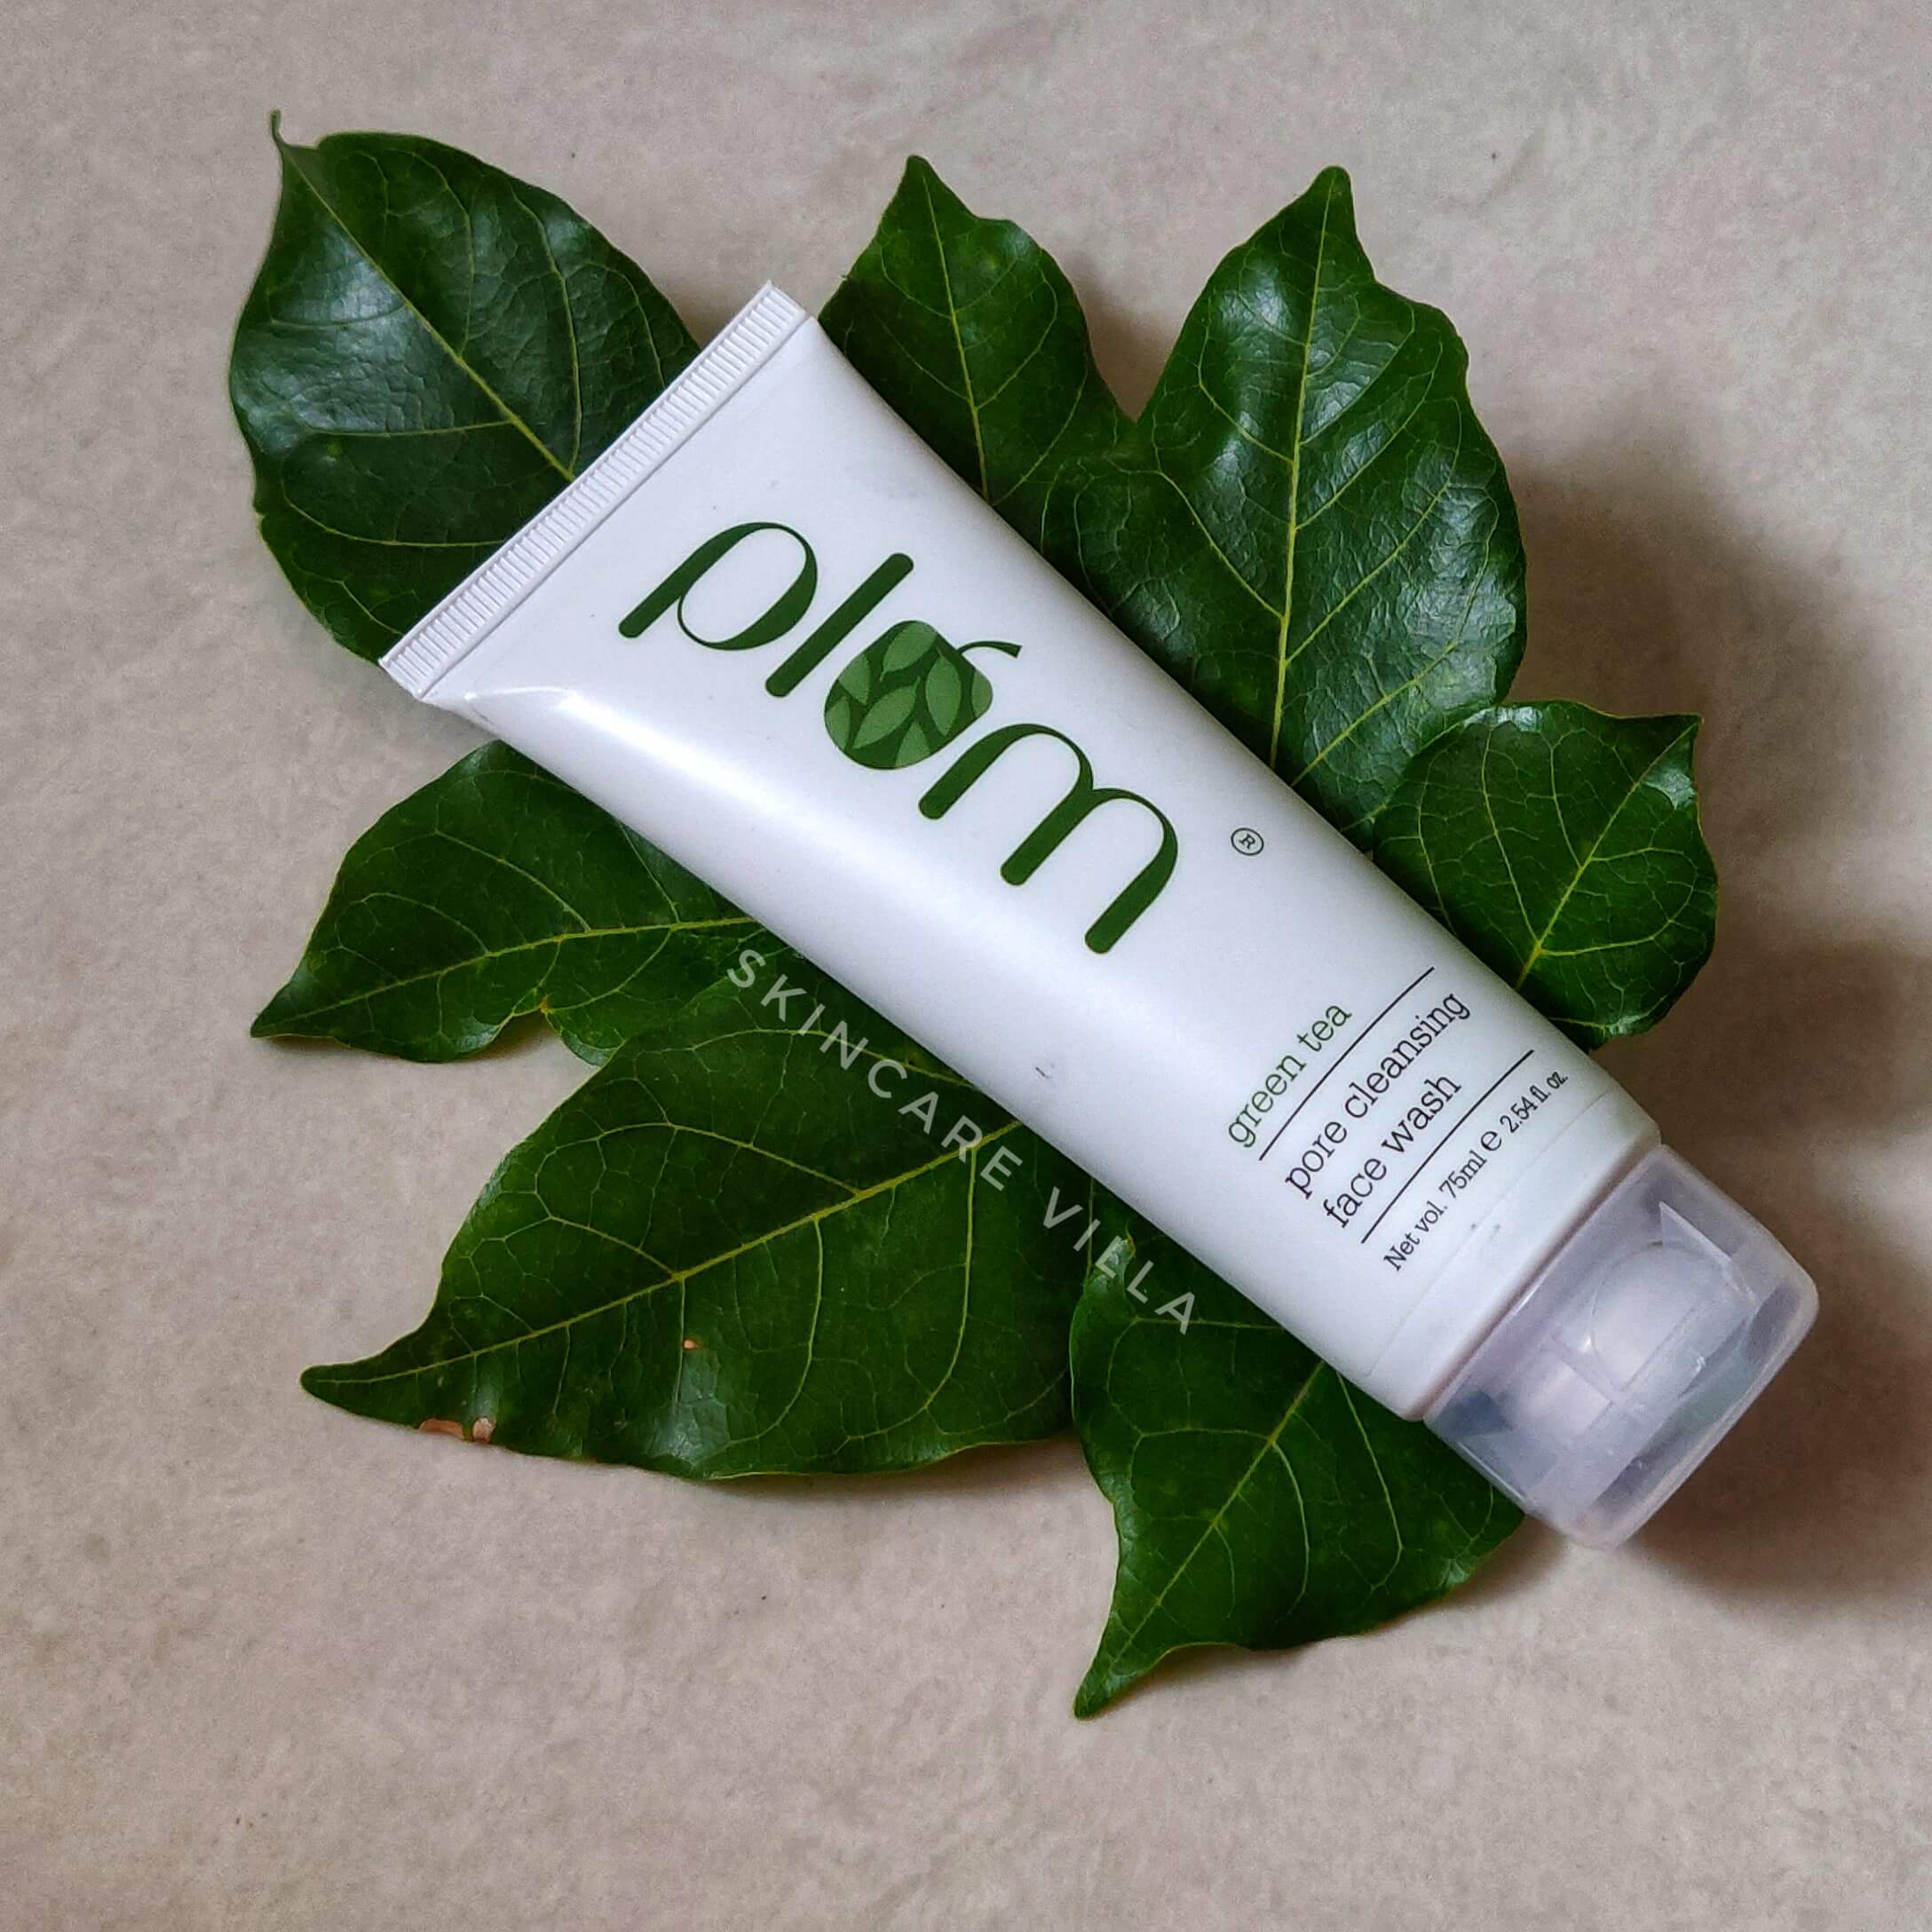 plum
®
green tea
pore cleansing
face wash
Net vol. 75ml e 2.54 fl. oz.
SKINCARE VILLA